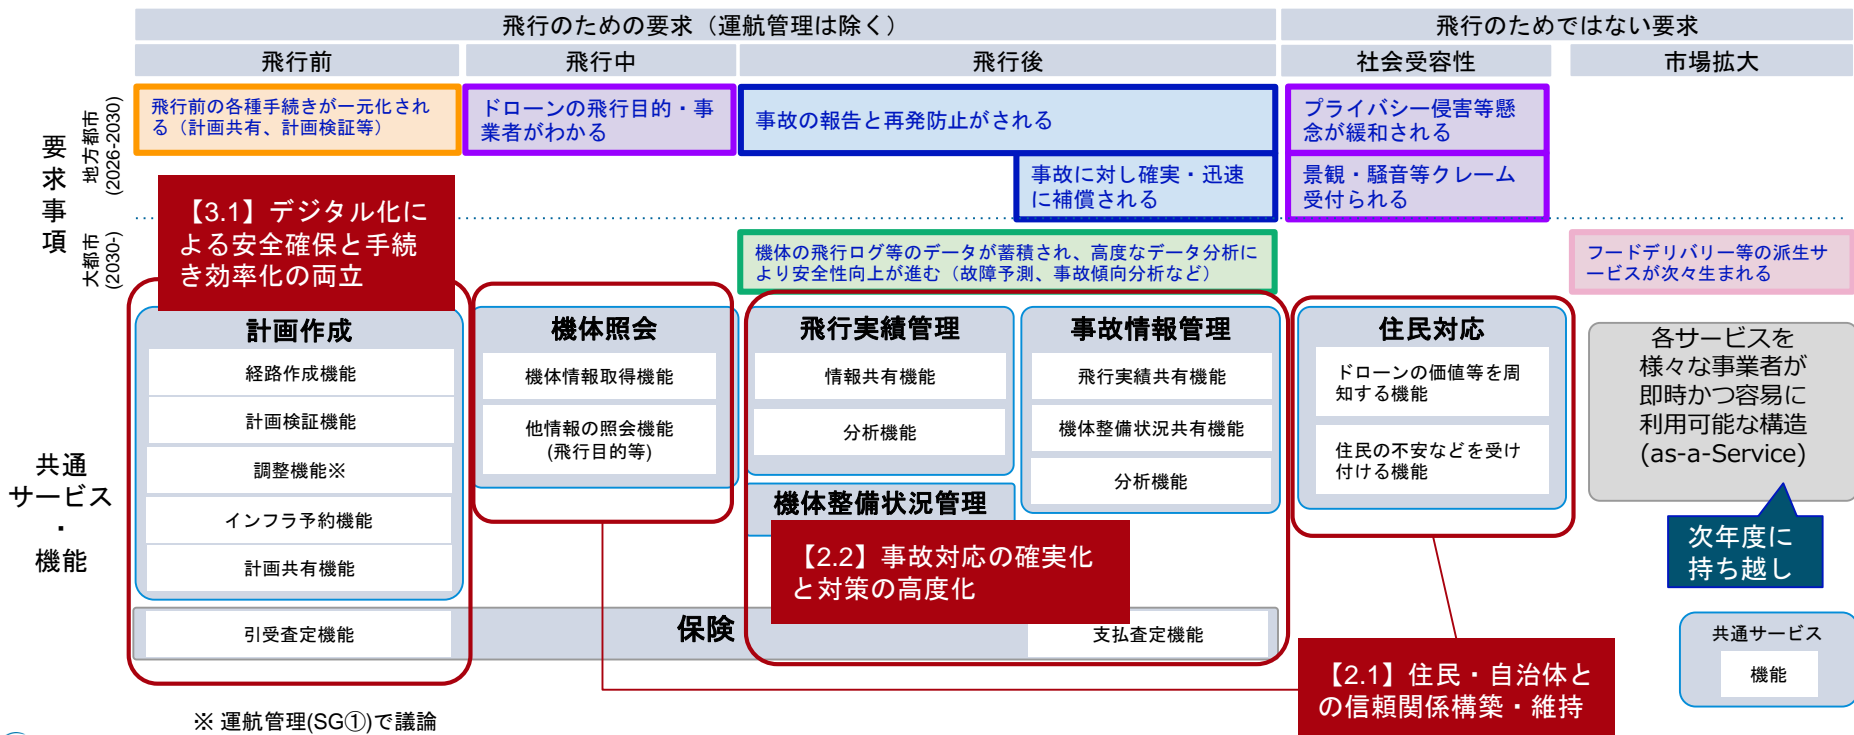 飛行のための要求（運航管理は除く）
飛行のためではない要求
飛行前
飛行中
飛行後
社会受容性
市場拡大
要求事項
地方都市
(2026-2030)
飛行前の各種手続きが一元化され
る（計画共有、計画検証等）
ドローンの飛行目的・事
業者がわかる
事故の報告と再発防止がされる
プライバシー侵害等懸
念が緩和される
事故に対し確実・迅速
に補償される
景観・騒音等クレーム
受付られる
【3.1】デジタル化に
よる安全確保と手続
き効率化の両立
大都市
(2030-)
機体の飛行ログ等のデータが蓄積され、高度なデータ分析に
より安全性向上が進む（故障予測、事故傾向分析など）
フードデリバリー等の派生サ
ービスが次々生まれる
共通
サービス
・
機能
計画作成
経路作成機能
計画検証機能
調整機能※
インフラ予約機能
計画共有機能
機体照会
機体情報取得機能
他情報の照会機能
(飛行目的等)
飛行実績管理
情報共有機能
分析機能
機体整備状況管理
事故情報管理
飛行実績共有機能
機体整備状況共有機能
分析機能
住民対応
ドローンの価値等を周
知する機能
住民の不安などを受け
付ける機能
各サービスを
様々な事業者が
即時かつ容易に
利用可能な構造
(as-a-Service)
次年度に
持ち越し
【2.2】事故対応の確実化
と対策の高度化
保険
引受査定機能
支払査定機能
【2.1】住民・自治体と
の信頼関係構築・維持
共通サービス
機能
※ 運航管理(SG①)で議論